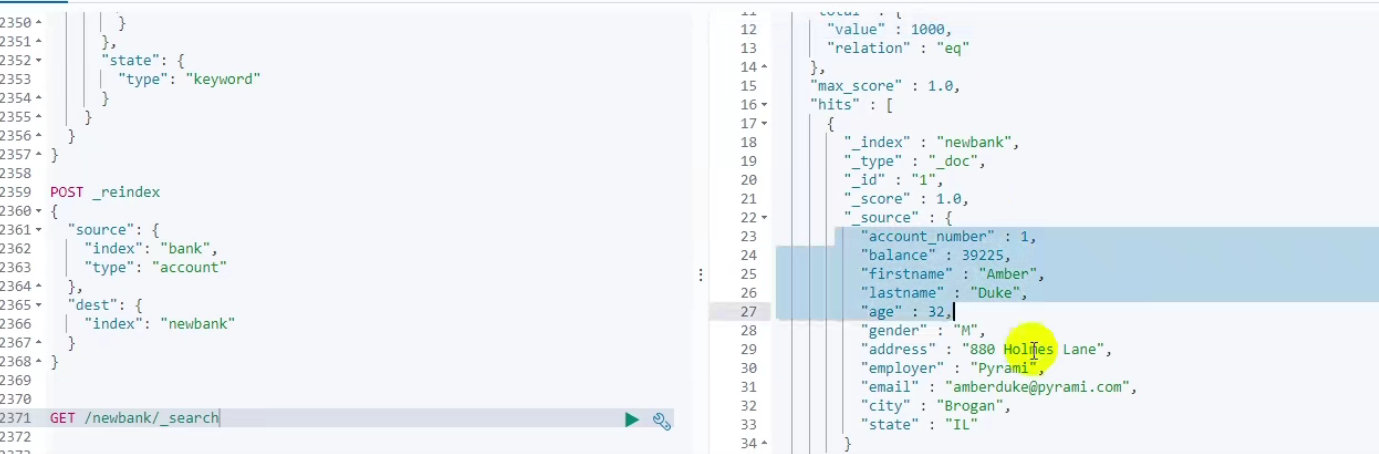 2350 }
2351 },
2352 "state": {
2353 "type": "keyword"
2354 }
2355 }
2356 }
2357 }
2358
2359 POST _reindex
2360 {
2361 "source": {
2362 "index": "bank",
2363 "type": "account"
2364 },
2365 "dest": {
2366 "index": "newbank"
2367 }
2368 }
2369
2370
2371 GET /newbank/_search
2372
11 "total" : {
12 "value" : 1000,
13 "relation" : "eq"
14 },
15 "max_score" : 1.0,
16 "hits" : [
17 {
18 "_index" : "newbank",
19 "_type" : "_doc",
20 "_id" : "1",
21 "_score" : 1.0,
22 "_source" : {
23 "account_number" : 1,
24 "balance" : 39225,
25 "firstname" : "Amber",
26 "lastname" : "Duke",
27 "age" : 32,
28 "gender" : "M",
29 "address" : "880 Holmes Lane",
30 "employer" : "Pyrami",
31 "email" : "amberduke@pyrami.com",
32 "city" : "Brogan",
33 "state" : "IL"
34 }